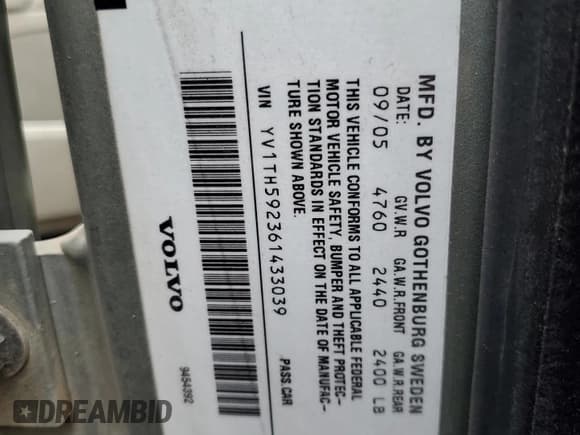 MFD. BY VOLVO GOTHENBURG SWEDEN
DATE: G.V.W.R GA.W.R.FRONT GA.W.R.REAR
09/05 4760 2440 2400 LB
THIS VEHICLE CONFORMS TO ALL APPLICABLE FEDERAL
MOTOR VEHICLE SAFETY, BUMPER AND THEFT PROTEC-
TION STANDARDS IN EFFECT ON THE DATE OF MANUFAC-
TURE SHOWN ABOVE.
VIN YV1TH592361433039 PASS.CAR
VOLVO 9454392
DREAMBID